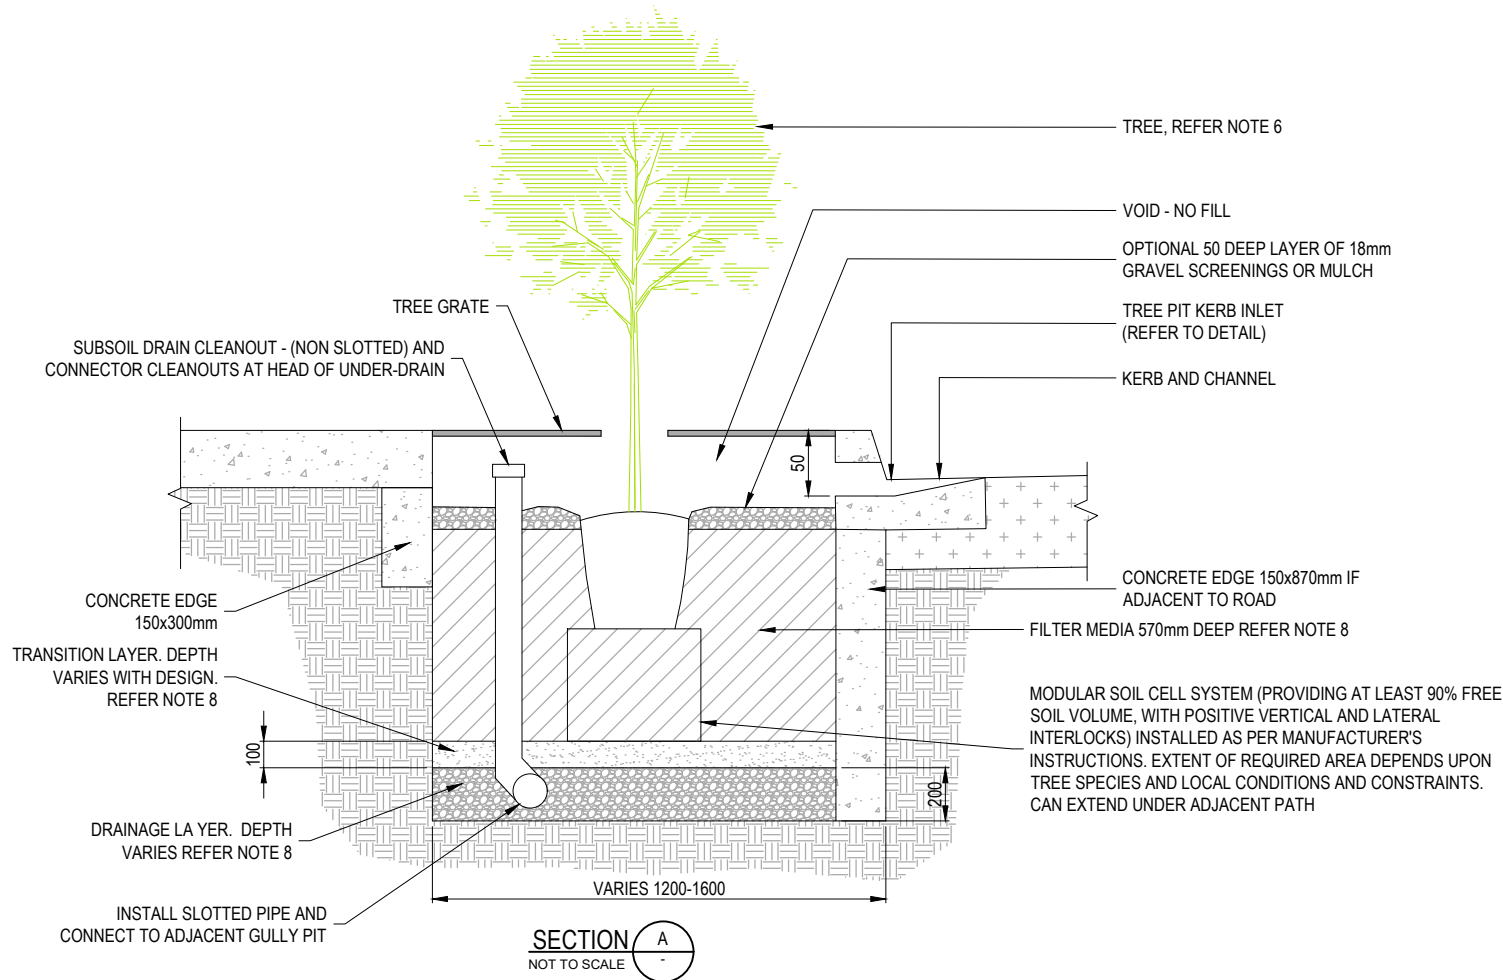 TREE, REFER NOTE 6
VOID - NO FILL
OPTIONAL 50 DEEP LAYER OF 18mm
GRAVEL SCREENINGS OR MULCH
TREE GRATE
TREE PIT KERB INLET
(REFER TO DETAIL)
SUBSOIL DRAIN CLEANOUT - (NON SLOTTED) AND
CONNECTOR CLEANOUTS AT HEAD OF UNDER-DRAIN
KERB AND CHANNEL
50
CONCRETE EDGE
150x300mm
CONCRETE EDGE 150x870mm IF
ADJACENT TO ROAD
FILTER MEDIA 570mm DEEP REFER NOTE 8
TRANSITION LAYER. DEPTH
VARIES WITH DESIGN.
REFER NOTE 8
MODULAR SOIL CELL SYSTEM (PROVIDING AT LEAST 90% FREE
SOIL VOLUME, WITH POSITIVE VERTICAL AND LATERAL
INTERLOCKS) INSTALLED AS PER MANUFACTURER'S
INSTRUCTIONS. EXTENT OF REQUIRED AREA DEPENDS UPON
TREE SPECIES AND LOCAL CONDITIONS AND CONSTRAINTS.
CAN EXTEND UNDER ADJACENT PATH
100
200
DRAINAGE LA YER. DEPTH
VARIES REFER NOTE 8
VARIES 1200-1600
INSTALL SLOTTED PIPE AND
CONNECT TO ADJACENT GULLY PIT
SECTION
A
-
NOT TO SCALE